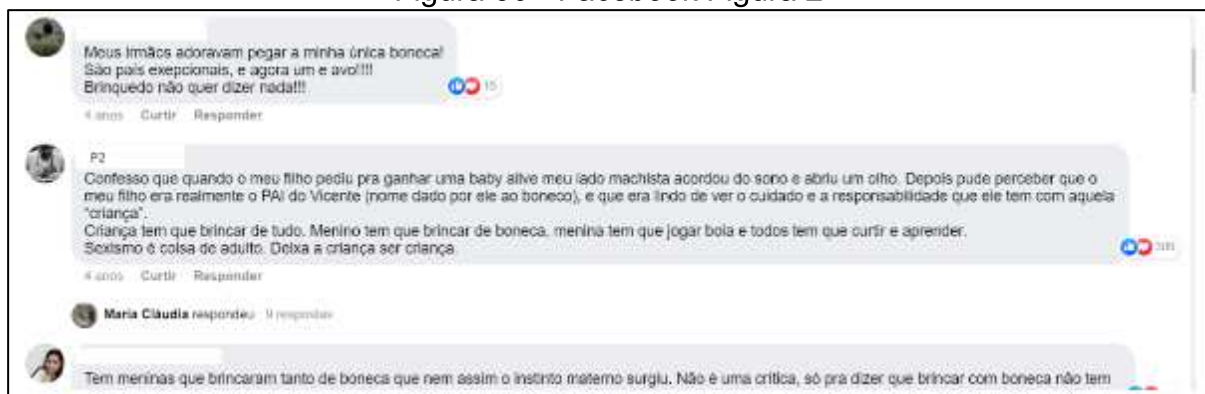 Meus irmãos adoravam pegar a minha única boneca!
São pais exepcionais, e agora um e avo!!!!
Brinquedo não quer dizer nada!!!
15
4 anos Curtir Responder
P2
Confesso que quando o meu filho pediu pra ganhar uma baby alive meu lado machista acordou do sono e abriu um olho. Depois pude perceber que o
meu filho era realmente o PAI do Vicente (nome dado por ele ao boneco), e que era lindo de ver o cuidado e a responsabilidade que ele tem com aquela
"criança".
Criança tem que brincar de tudo. Menino tem que brincar de boneca, menina tem que jogar bola e todos tem que curtir e aprender.
Sexismo é coisa de adulto. Deixa a criança ser criança.
4 anos Curtir Responder
Maria Cláudia respondeu · 9 respostas
Tem meninas que brincaram tanto de boneca que nem assim o instinto materno surgiu. Não é uma crítica, só pra dizer que brincar com boneca não tem